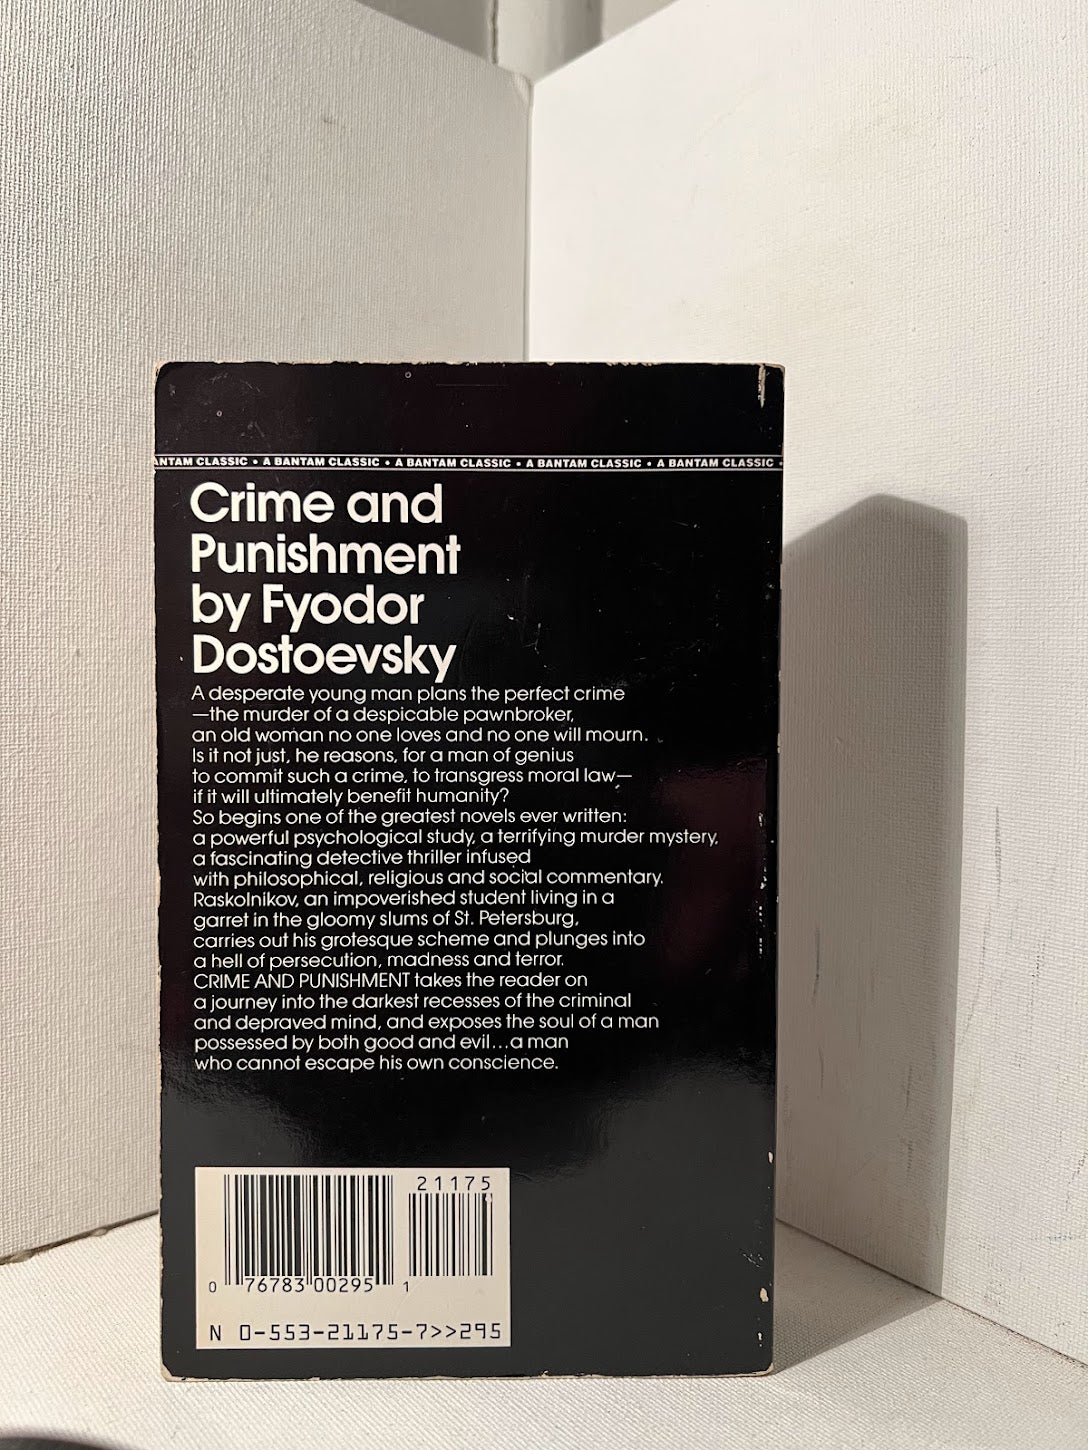 NTAM CLASSIC • A BANTAM CLASSIC • A BANTAM CLASSIC • A BANTAM CLASSIC • A BANTAM CLASSIC •
Crime and
Punishment
by Fyodor
Dostoevsky
A desperate young man plans the perfect crime
—the murder of a despicable pawnbroker,
an old woman no one loves and no one will mourn.
Is it not just, he reasons, for a man of genius
to commit such a crime, to transgress moral law—
if it will ultimately benefit humanity?
So begins one of the greatest novels ever written:
a powerful psychological study, a terrifying murder mystery,
a fascinating detective thriller infused
with philosophical, religious and social commentary.
Raskolnikov, an impoverished student living in a
garret in the gloomy slums of St. Petersburg,
carries out his grotesque scheme and plunges into
a hell of persecution, madness and terror.
CRIME AND PUNISHMENT takes the reader on
a journey into the darkest recesses of the criminal
and depraved mind, and exposes the soul of a man
possessed by both good and evil...a man
who cannot escape his own conscience.
21175
0 76783 00295 1
N 0-553-21175-7>>295